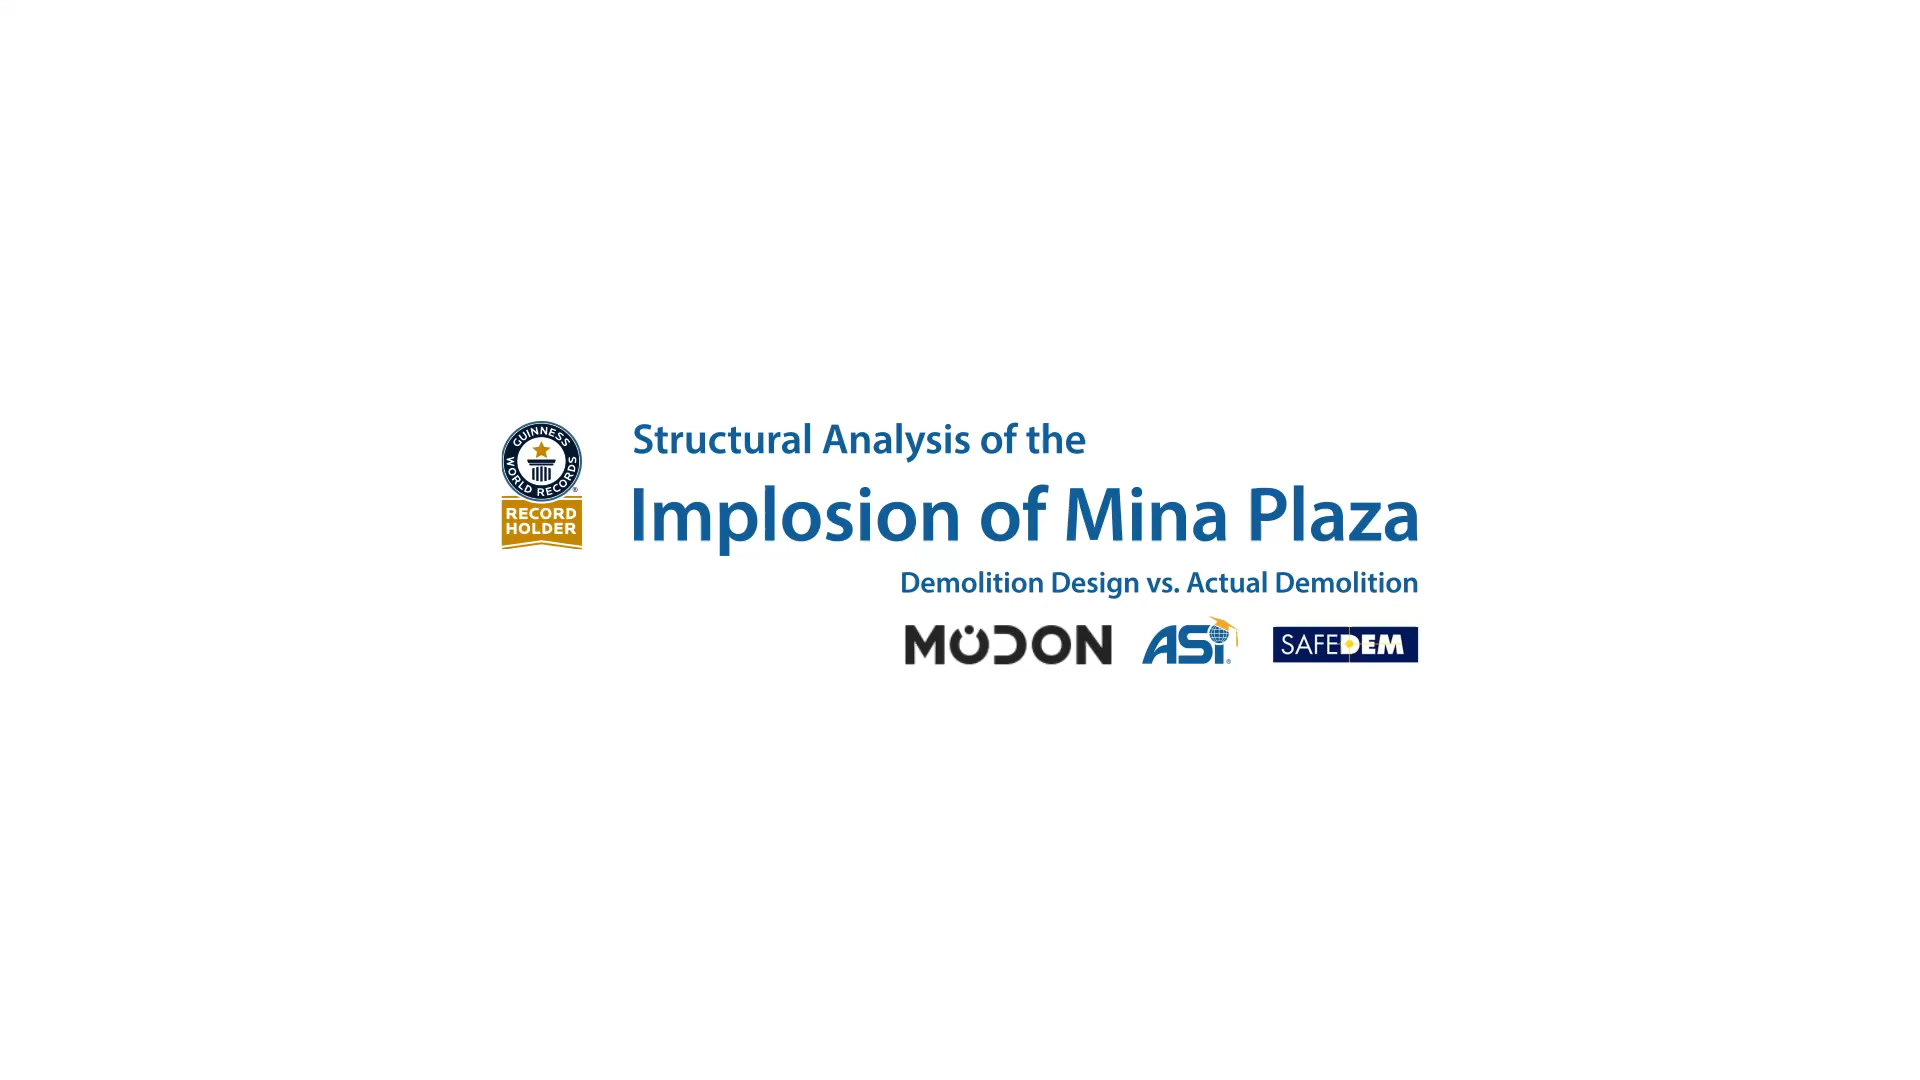 GUINNESS
WORLD RECORDS
®
RECORD
HOLDER
Structural Analysis of the
Implosion of Mina Plaza
Demolition Design vs. Actual Demolition
MODON
ASi®
SAFEDEM